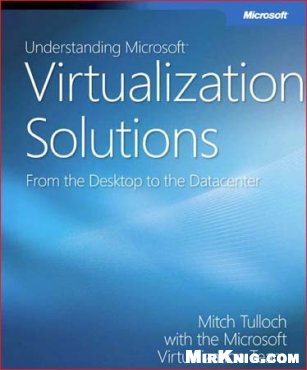 Microsoft
Understanding Microsoft®
Virtualization
Solutions
From the Desktop to the Datacenter
Mitch Tulloch
with the Microsoft
MirKnig.com